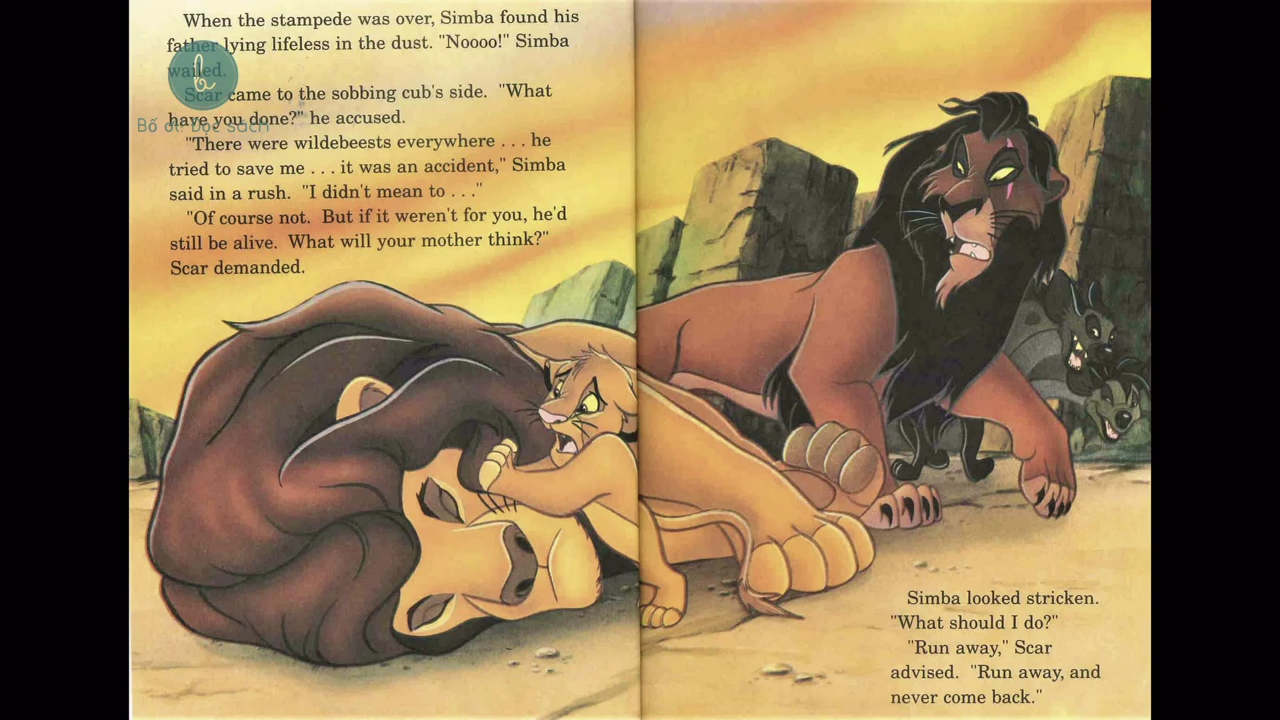 When the stampede was over, Simba found his
father lying lifeless in the dust. "Noooo!" Simba
wailed.
Scar came to the sobbing cub's side. "What
have you done?" he accused.
"There were wildebeests everywhere . . . he
tried to save me . . . it was an accident," Simba
said in a rush. "I didn't mean to . . ."
"Of course not. But if it weren't for you, he'd
still be alive. What will your mother think?"
Scar demanded.
Simba looked stricken.
"What should I do?"
"Run away," Scar
advised. "Run away, and
never come back."
Bố ơi! Đọc sách